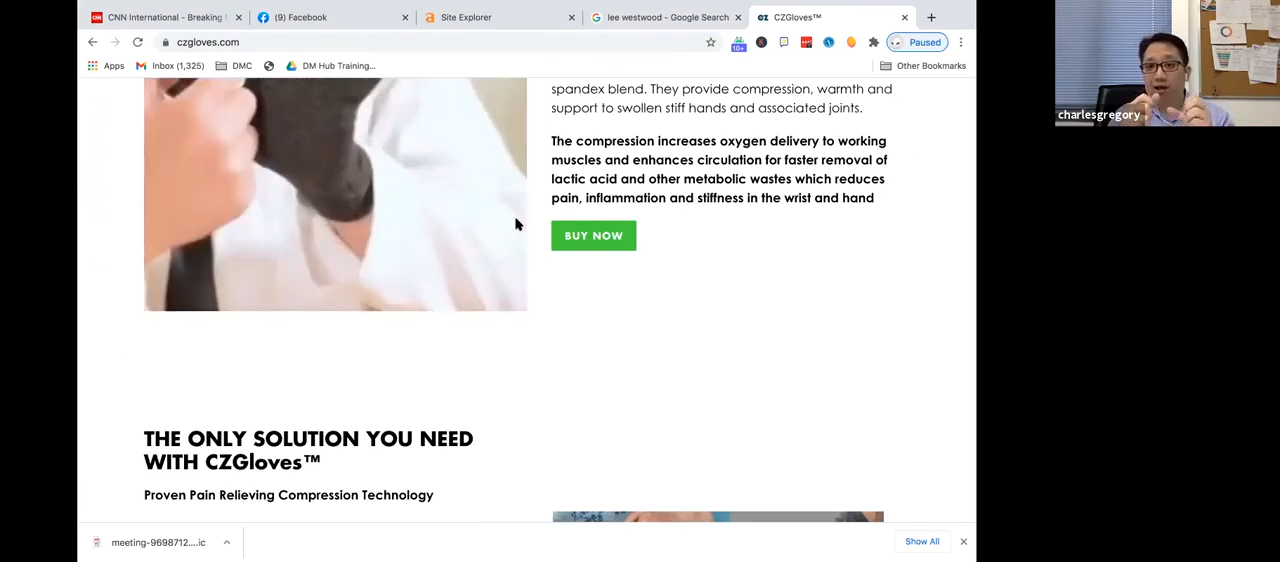 CNN International - Breaking
(9) Facebook
Site Explorer
lee westwood - Google Search
CZGloves™
czgloves.com
10+
Paused
Apps
Inbox (1,325)
DMC
DM Hub Training...
Other Bookmarks
charlesgregory
spandex blend. They provide compression, warmth and
support to swollen stiff hands and associated joints.
The compression increases oxygen delivery to working
muscles and enhances circulation for faster removal of
lactic acid and other metabolic wastes which reduces
pain, inflammation and stiffness in the wrist and hand
BUY NOW
THE ONLY SOLUTION YOU NEED
WITH CZGloves™
Proven Pain Relieving Compression Technology
meeting-9698712....ic
Show All